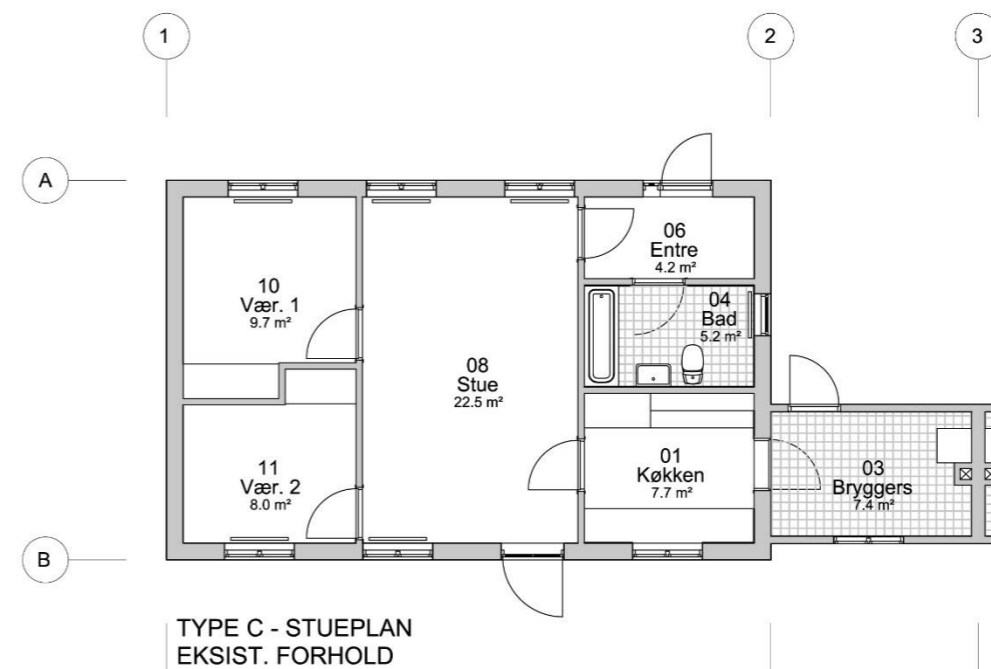 1
2
3
A
B
10
Vær. 1
9.7 m²
11
Vær. 2
8.0 m²
08
Stue
22.5 m²
06
Entre
4.2 m²
04
Bad
5.2 m²
01
Køkken
7.7 m²
03
Bryggers
7.4 m²
TYPE C - STUEPLAN
EKSIST. FORHOLD